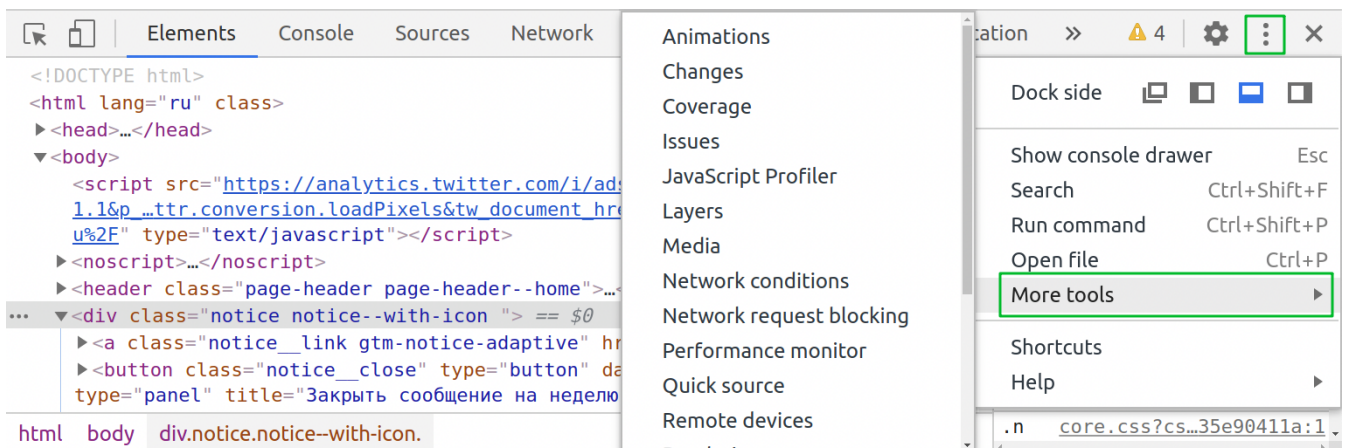 Elements Console Sources Network
4
<!DOCTYPE html>
<html lang="ru" class>
▶<head>…</head>
▼<body>
<script src="https://analytics.twitter.com/i/ads
1.1&p_…ttr.conversion.loadPixels&tw_document_hre
u%2F" type="text/javascript"></script>
▶<noscript>…</noscript>
▶<header class="page-header page-header--home">…<
… ▼<div class="notice notice--with-icon "> == $0
▶<a class="notice__link gtm-notice-adaptive" hr
▶<button class="notice__close" type="button" da
type="panel" title="Закрыть сообщение на неделю
html body div.notice.notice--with-icon.
Animations
Changes
Coverage
Issues
JavaScript Profiler
Layers
Media
Network conditions
Network request blocking
Performance monitor
Quick source
Remote devices
Dock side
Show console drawer Esc
Search Ctrl+Shift+F
Run command Ctrl+Shift+P
Open file Ctrl+P
More tools ▶
Shortcuts
Help ▶
.n core.css?cs…35e90411a:1